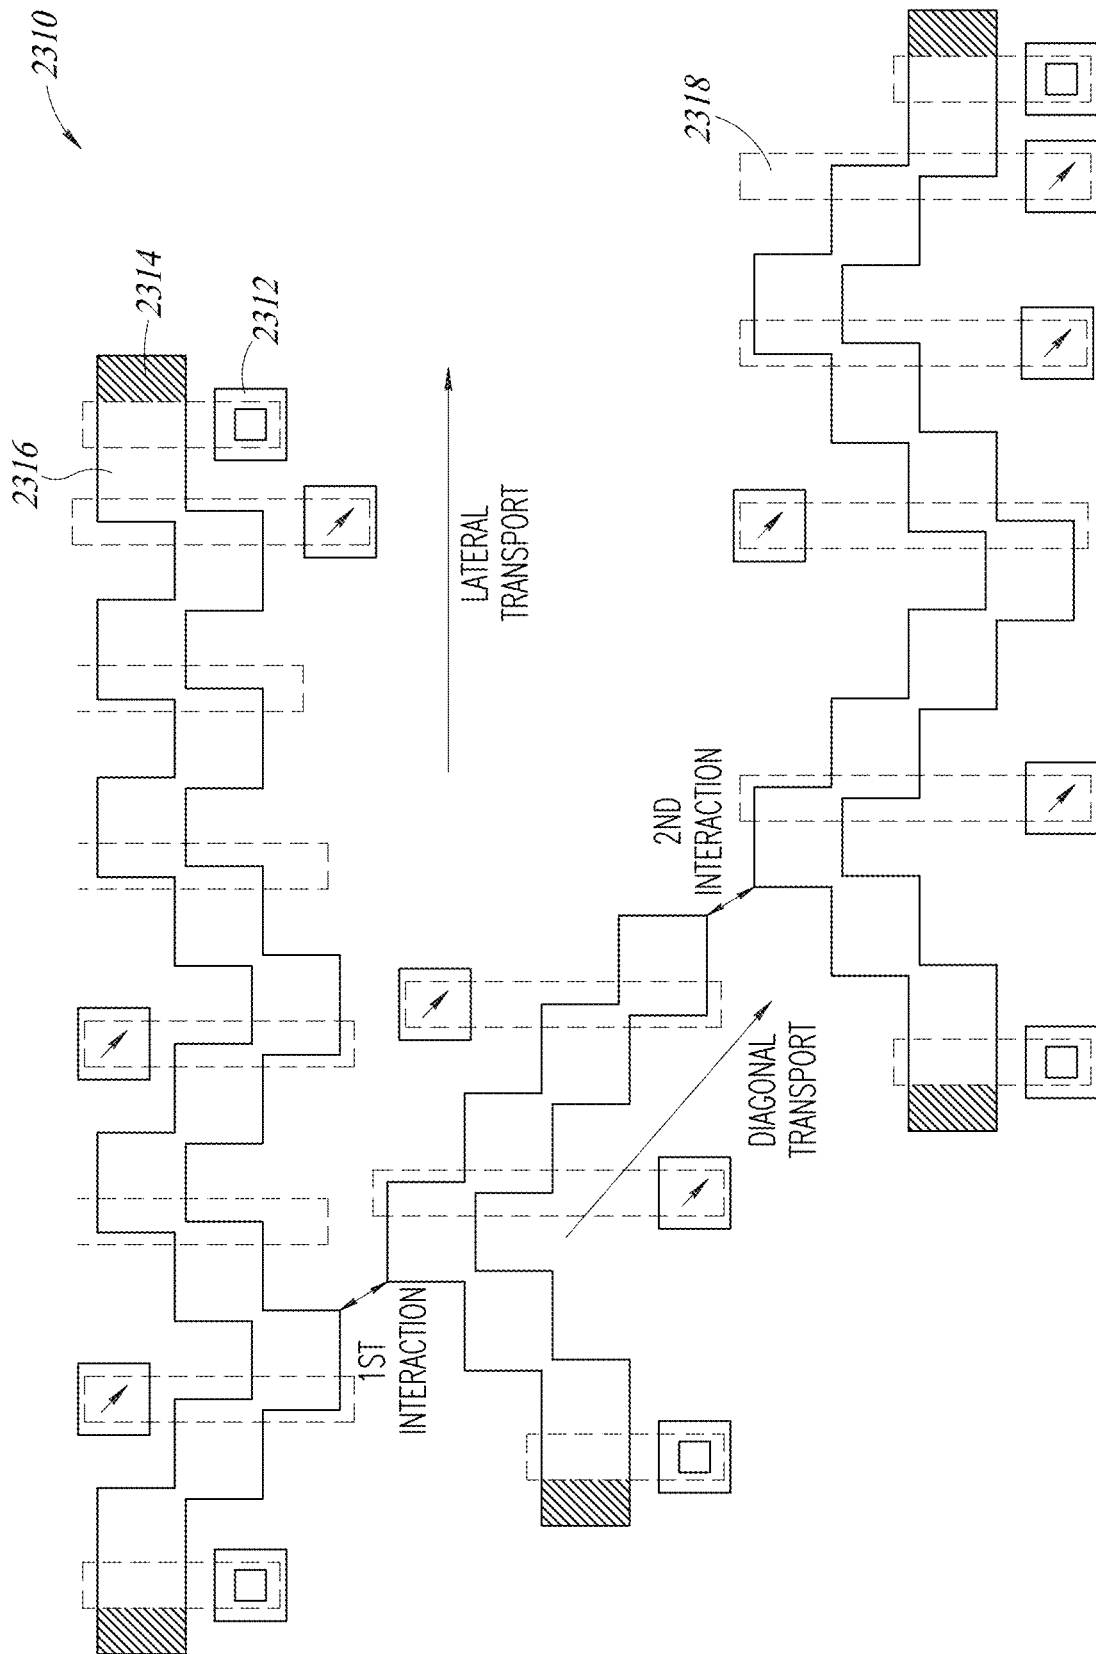 2310
2318
2314
2312
2316
LATERAL
TRANSPORT
2ND
INTERACTION
DIAGONAL
TRANSPORT
1ST
INTERACTION